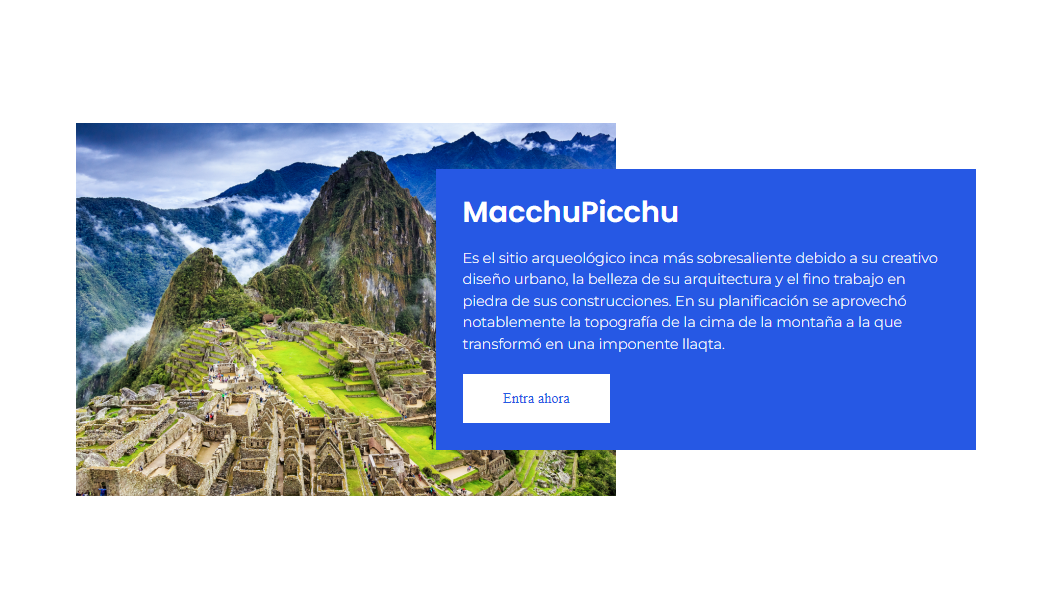 MacchuPicchu
Es el sitio arqueológico inca más sobresaliente debido a su creativo
diseño urbano, la belleza de su arquitectura y el fino trabajo en
piedra de sus construcciones. En su planificación se aprovechó
notablemente la topografía de la cima de la montaña a la que
transformó en una imponente llaqta.
Entra ahora